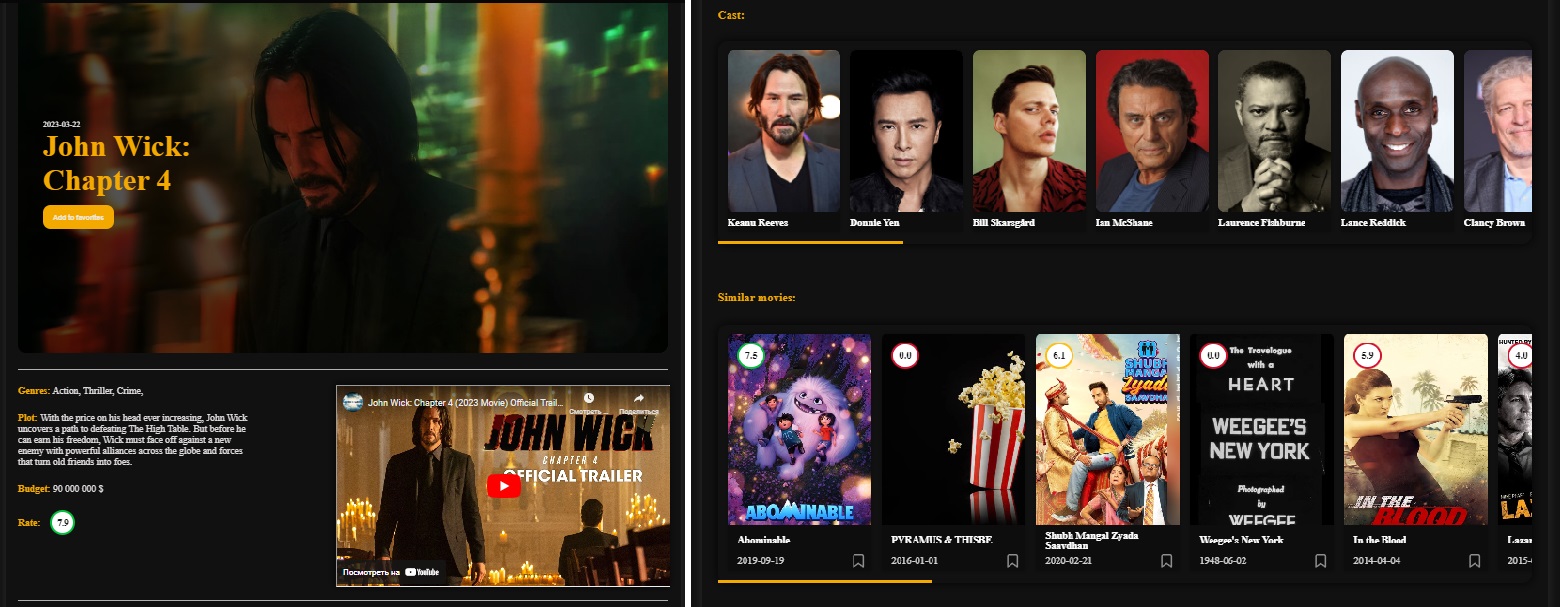 2023-03-22
John Wick:
Chapter 4
Add to favorites
Genres: Action, Thriller, Crime,
Plot: With the price on his head ever increasing, John Wick
uncovers a path to defeating The High Table. But before he
can earn his freedom, Wick must face off against a new
enemy with powerful alliances across the globe and forces
that turn old friends into foes.
Budget: 90 000 000 $
Rate: 7.9
John Wick: Chapter 4 (2023 Movie) Official Trail...
Смотреть ...
Поделиться
JOHN WICK
CHAPTER 4
OFFICIAL TRAILER
Посмотреть на YouTube
Cast:
Keanu Reeves
Donnie Yen
Bill Skarsgård
Ian McShane
Laurence Fishburne
Lance Reddick
Clancy Brown
Similar movies:
7.5
ABOMINABLE
Abominable
2019-09-19
0.0
PYRAMUS & THISBE
2016-01-01
6.1
SHUBH
MANGAL
Zyada
SAAVDHAN
Shubh Mangal Zyada
Saavdhan
2020-02-21
0.0
The Travelogue
with a
HEART
WEEGEE'S
NEW YORK
Photographed
by
WEEGEE
Weegee's New York
1948-06-02
5.9
IN THE
BLOOD
In the Blood
2014-04-04
4.0
HUNTED BY
LAZ
Lazar
2015-